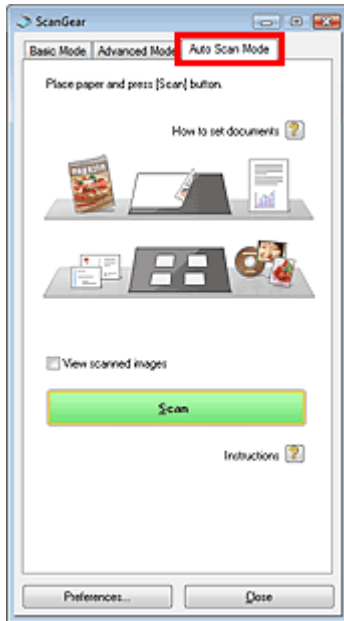 ScanGear
Basic Mode Advanced Mode Auto Scan Mode
Place paper and press [Scan] button.
How to set documents
View scanned images
Scan
Instructions
Preferences... Close